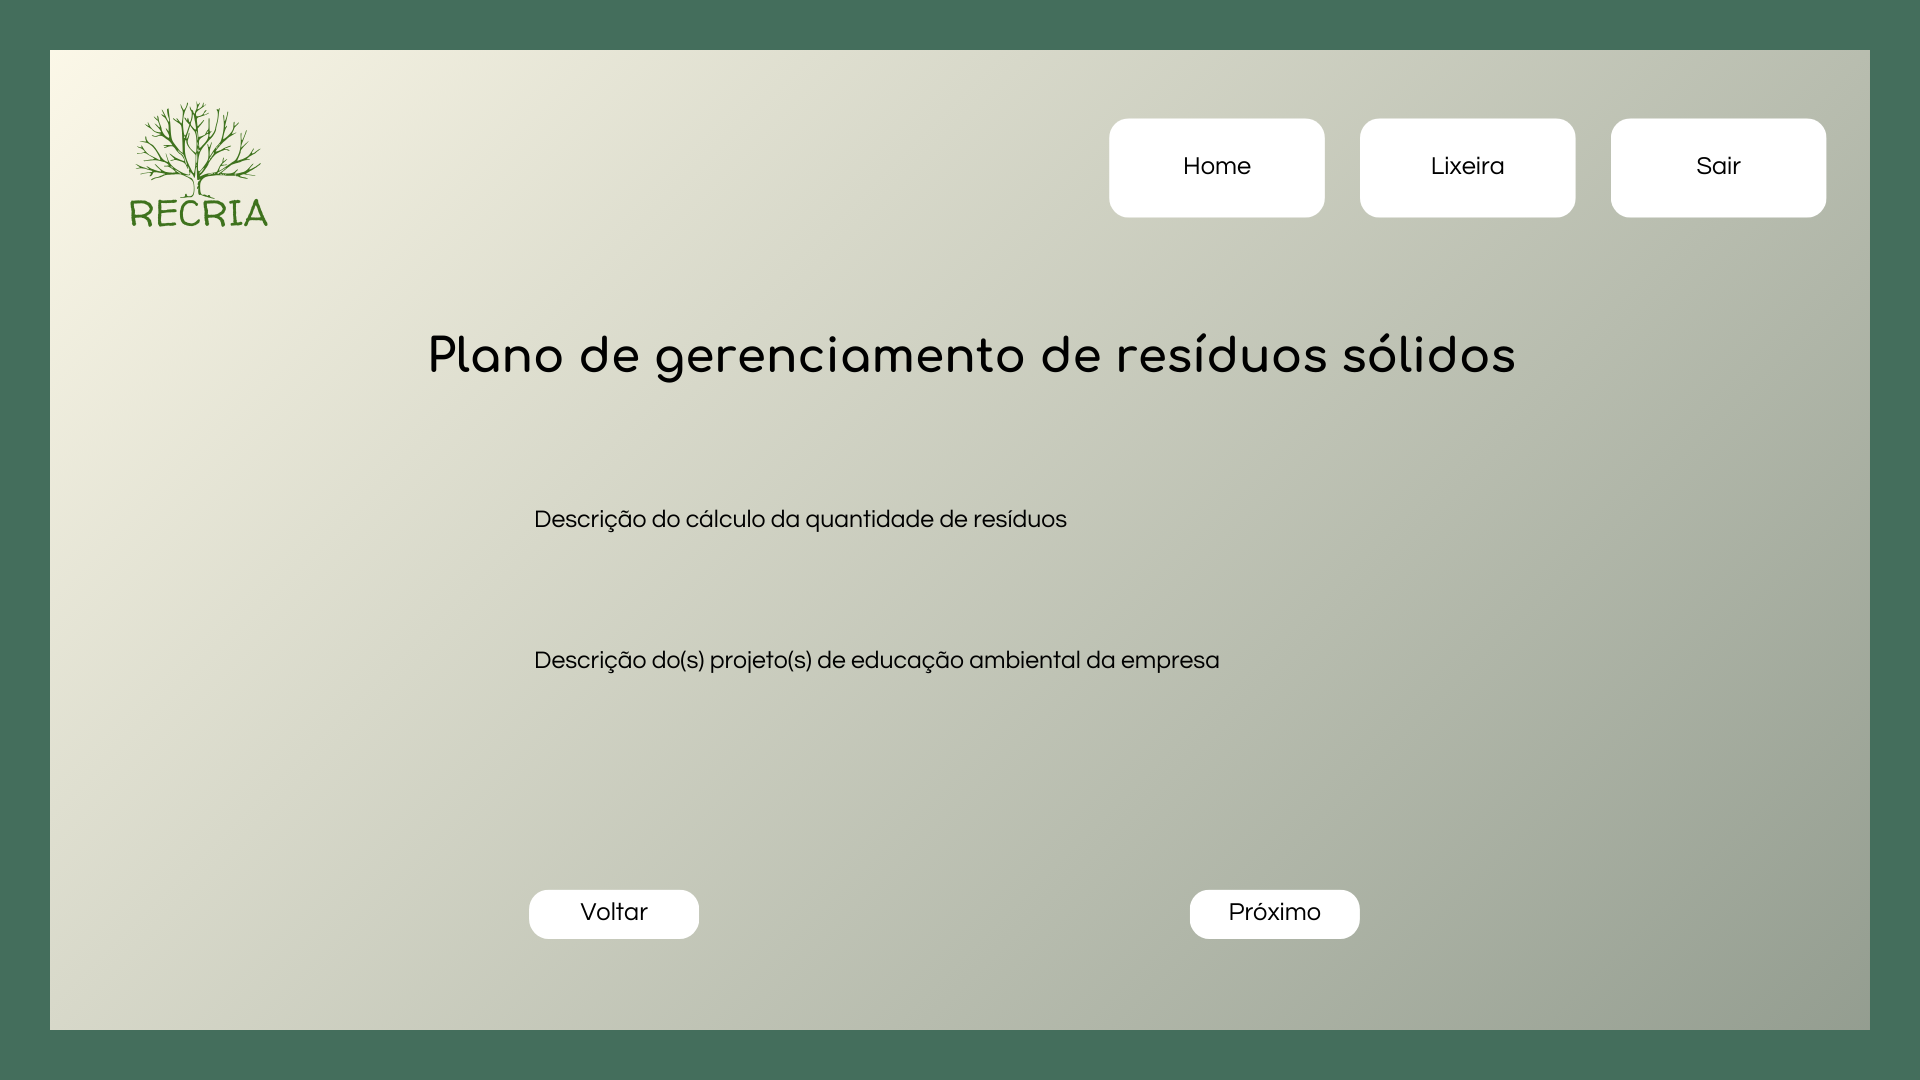 RECRIA
Home
Lixeira
Sair
Plano de gerenciamento de resíduos sólidos
Descrição do cálculo da quantidade de resíduos
Descrição do(s) projeto(s) de educação ambiental da empresa
Voltar
Próximo